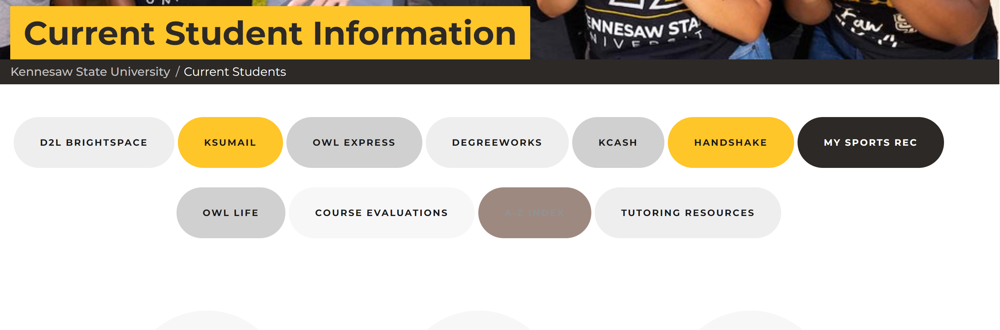 ENNESAW STA
NIVERSIT
Current Student Information
Kennesaw State University / Current Students
D2L BRIGHTSPACE
KSUMAIL
OWL EXPRESS
DEGREEWORKS
KCASH
HANDSHAKE
MY SPORTS REC
OWL LIFE
COURSE EVALUATIONS
A-Z INDEX
TUTORING RESOURCES